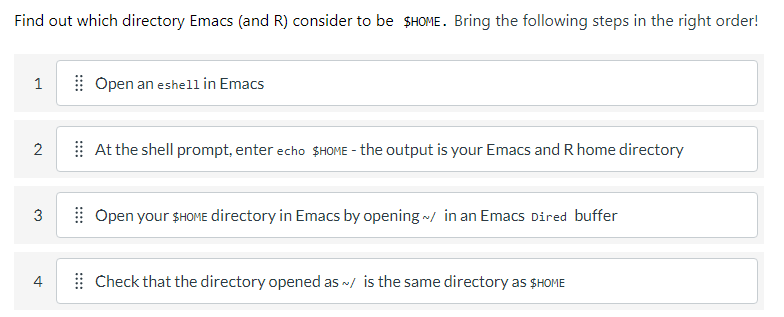 Find out which directory Emacs (and R) consider to be $HOME. Bring the following steps in the right order!
1 Open an eshell in Emacs
2 At the shell prompt, enter echo $HOME - the output is your Emacs and R home directory
3 Open your $HOME directory in Emacs by opening ~/ in an Emacs Dired buffer
4 Check that the directory opened as ~/ is the same directory as $HOME